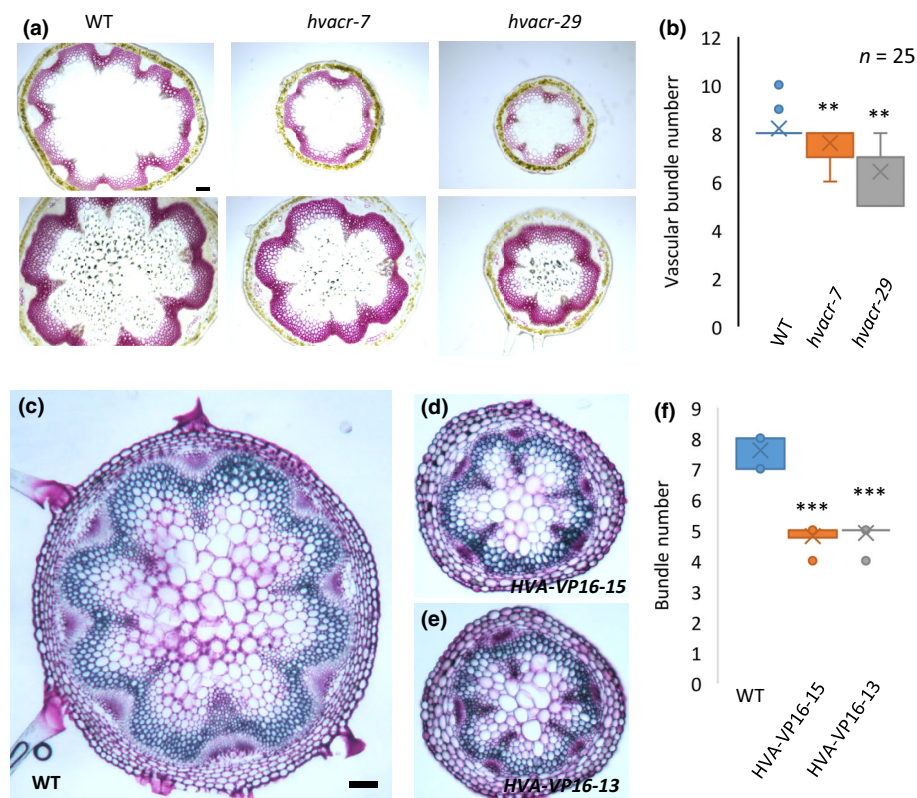 (a)
WT
hvacr-7
hvacr-29
(b)
Vascular bundle numberr
12
10
8
6
4
2
0
n = 25
**
**
WT
hvacr-7
hvacr-29
(c)
WT
(d)
HVA-VP16-15
(e)
HVA-VP16-13
(f)
Bundle number
9
8
7
6
5
4
3
2
1
0
***
***
WT
HVA-VP16-15
HVA-VP16-13